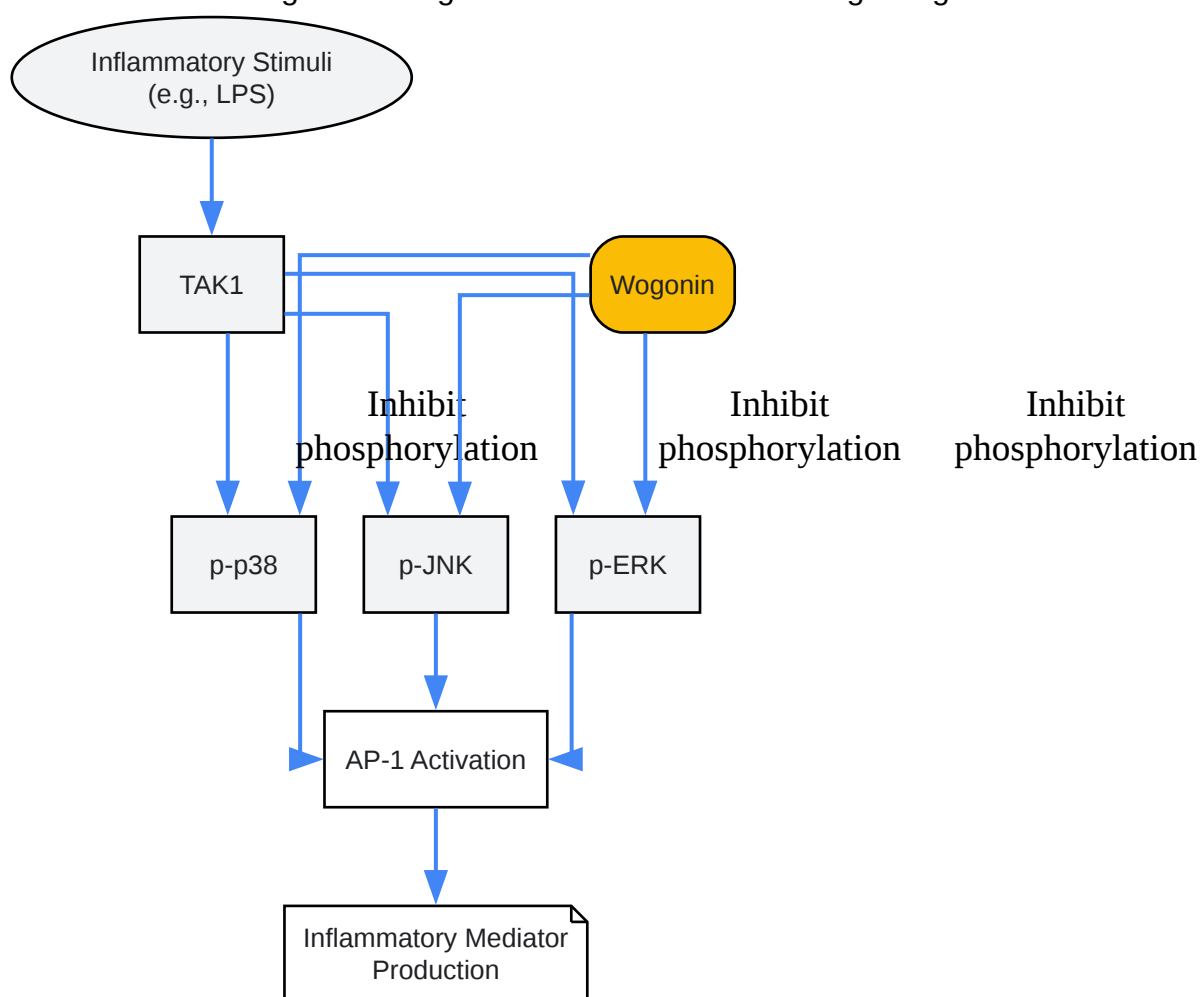 Inflammatory Stimuli
(e.g., LPS)
TAK1
Wogonin
Inhibit
phosphorylation
Inhibit
phosphorylation
Inhibit
phosphorylation
p-p38
p-JNK
p-ERK
AP-1 Activation
Inflammatory Mediator
Production